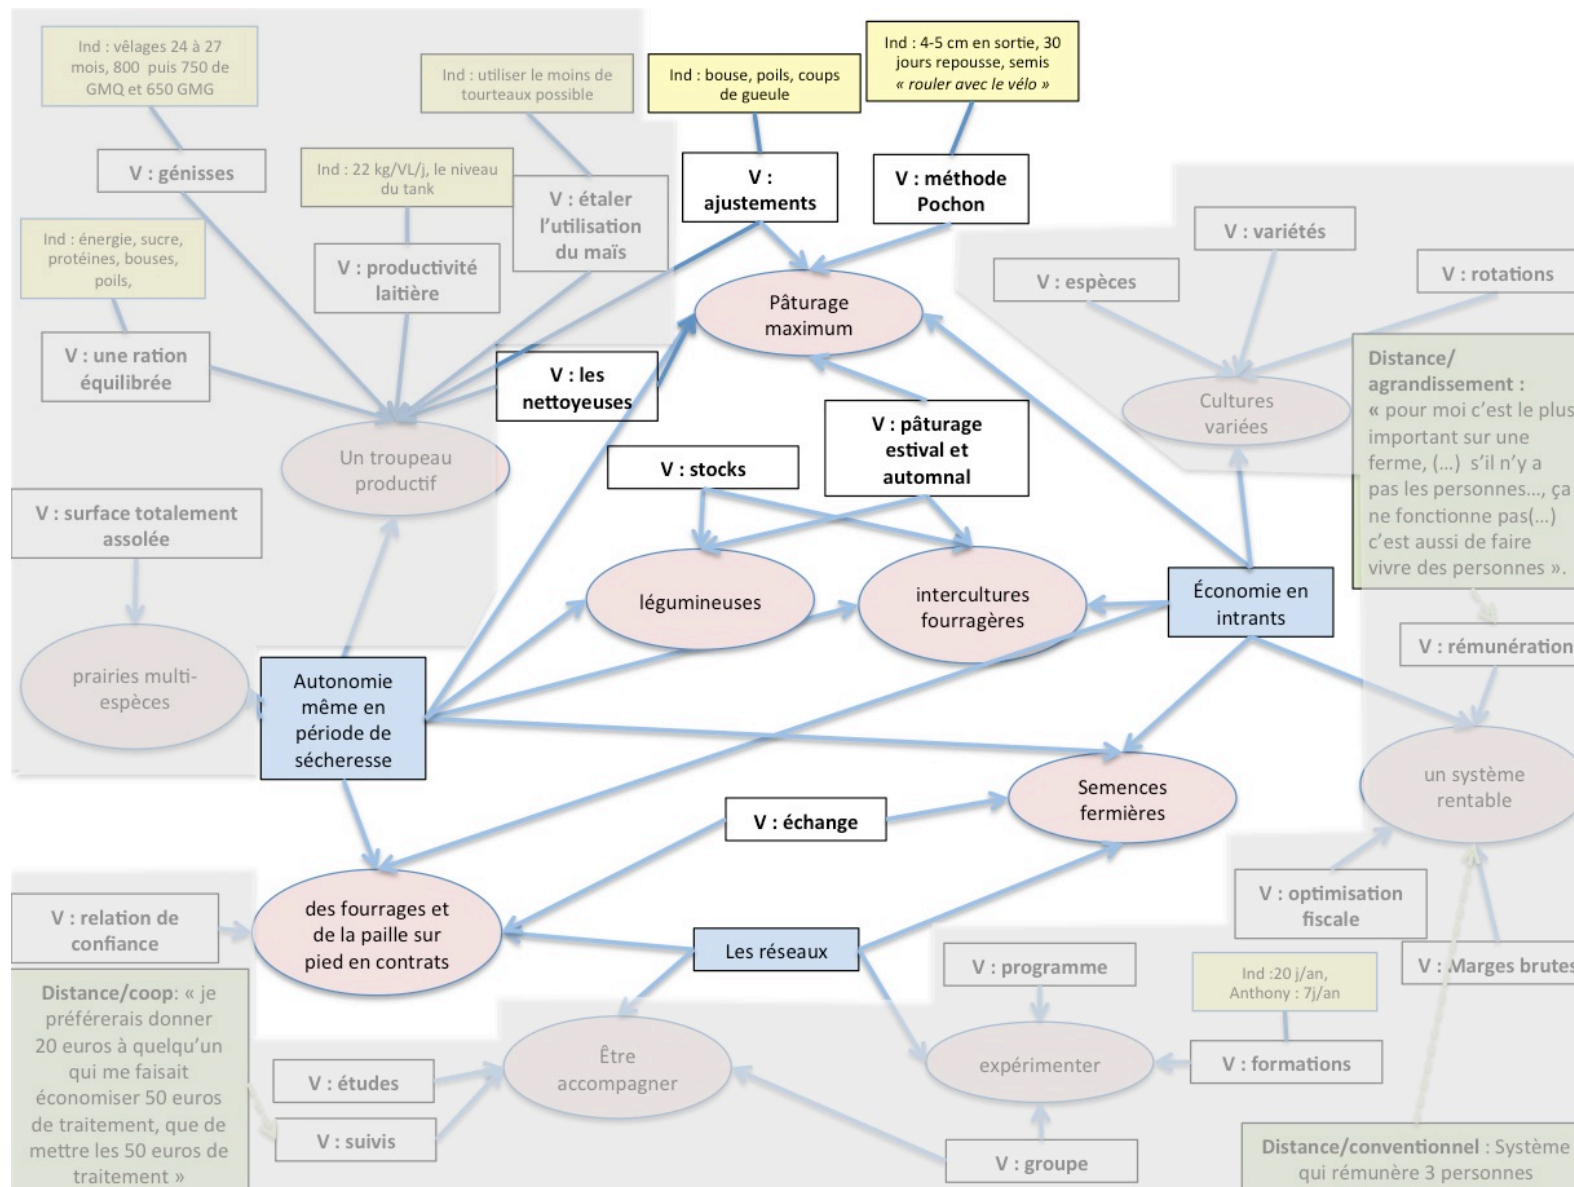 Ind : vêlages 24 à 27
mois, 800 puis 750 de
GMQ et 650 GMG
Ind : utiliser le moins de
tourteaux possible
Ind : bouse, poils, coups
de gueule
Ind : 4-5 cm en sortie, 30
jours repousse, semis
« rouler avec le vélo »
V : génisses
Ind : 22 kg/VL/j, le niveau
du tank
V : étaler
l’utilisation
du maïs
V :
ajustements
V : méthode
Pochon
Ind : énergie, sucre,
protéines, bouses,
poils,
V : productivité
laitière
V : variétés
V : espèces
V : rotations
Pâturage
maximum
V : une ration
équilibrée
V : les
nettoyeuses
Distance/
agrandissement :
« pour moi c’est le plus
important sur une
ferme, (...) s’il n’y a
pas les personnes..., ça
ne fonctionne pas(...)
c’est aussi de faire
vivre des personnes ».
Cultures
variées
V : pâturage
estival et
automnal
Un troupeau
productif
V : stocks
V : surface totalement
assolée
légumineuses
intercultures
fourragères
Économie en
intrants
V : rémunération
prairies multi-
espèces
Autonomie
même en
période de
sécheresse
un système
rentable
Semences
fermières
V : échange
V : optimisation
fiscale
V : relation de
confiance
des fourrages et
de la paille sur
pied en contrats
Les réseaux
V : programme
Ind :20 j/an,
Anthony : 7j/an
V : Marges brutes
Distance/coop: « je
préférerais donner
20 euros à quelqu’un
qui me faisait
économiser 50 euros
de traitement, que de
mettre les 50 euros de
traitement »
Être
accompagner
expérimenter
V : formations
V : études
V : suivis
V : groupe
Distance/conventionnel : Système
qui rémunère 3 personnes